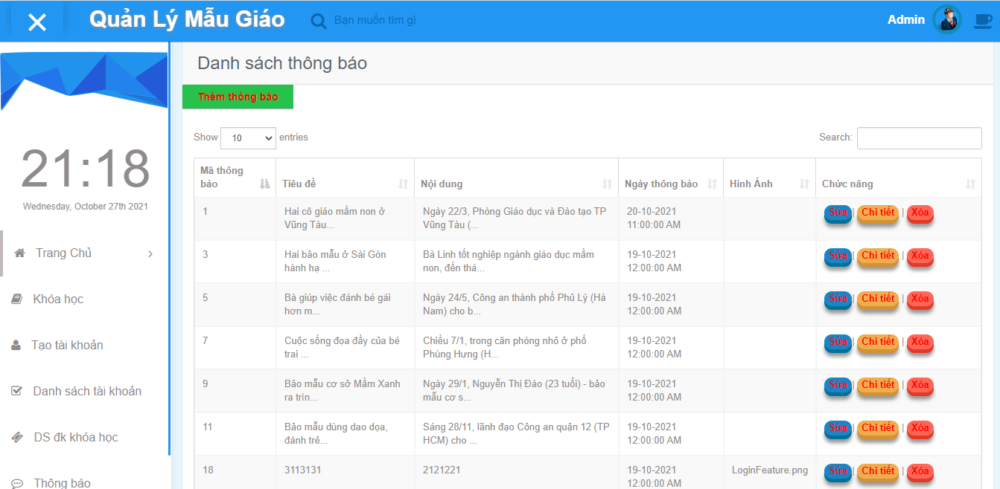 Quản Lý Mẫu Giáo
Bạn muốn tìm gì
Admin
21:18
Wednesday, October 27th 2021
Trang Chủ
Khóa học
Tạo tài khoản
Danh sách tài khoản
DS đk khóa học
Thông báo
Danh sách thông báo
Thêm thông báo
Show 10 entries
Search:
Mã thông báo
Tiêu đề
Nội dung
Ngày thông báo
Hình Ảnh
Chức năng
1
Hai cô giáo mầm non ở
Vũng Tàu...
Ngày 22/3, Phòng Giáo dục và Đào tạo TP
Vũng Tàu (...
20-10-2021
11:00:00 AM
Sửa | Chi tiết | Xóa
3
Hai bảo mẫu ở Sài Gòn
hành hạ ...
Bà Linh tốt nghiệp ngành giáo dục mầm
non, đến thá...
19-10-2021
12:00:00 AM
Sửa | Chi tiết | Xóa
5
Bà giúp việc đánh bé gái
hơn m...
Ngày 24/5, Công an thành phố Phủ Lý (Hà
Nam) cho b...
19-10-2021
12:00:00 AM
Sửa | Chi tiết | Xóa
7
Cuộc sống đọa đầy của bé
trai ...
Chiều 7/1, trong căn phòng nhỏ ở phố
Phùng Hưng (H...
19-10-2021
12:00:00 AM
Sửa | Chi tiết | Xóa
9
Bảo mẫu cơ sở Mầm Xanh
ra trìn...
Ngày 29/1, Nguyễn Thị Đào (23 tuổi) - bảo
mẫu cơ s...
19-10-2021
12:00:00 AM
Sửa | Chi tiết | Xóa
11
Bảo mẫu dùng dao dọa,
đánh trẻ...
Sáng 28/11, lãnh đạo Công an quận 12 (TP
HCM) cho ...
19-10-2021
12:00:00 AM
Sửa | Chi tiết | Xóa
18
3113131
2121221
19-10-2021
12:00:00 AM
LoginFeature.png
Sửa | Chi tiết | Xóa